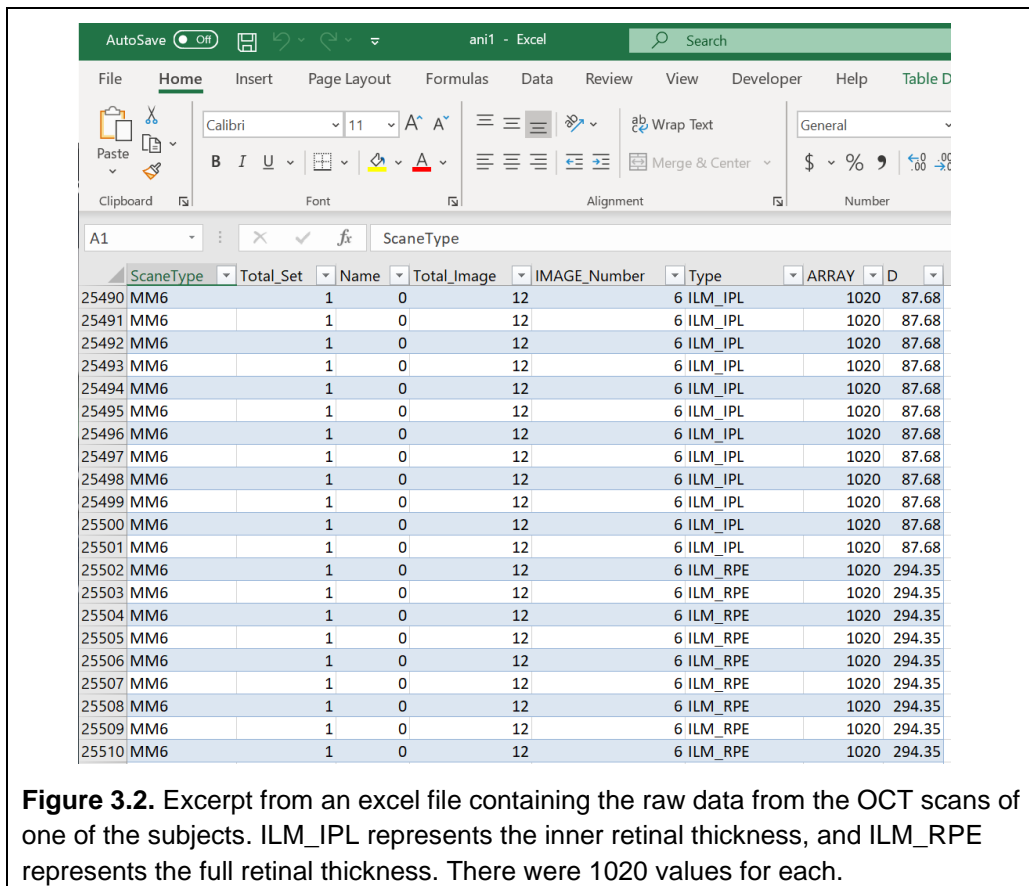 AutoSave Off ani1 - Excel Search
File Home Insert Page Layout Formulas Data Review View Developer Help Table D
Paste Calibri 11 A^ Aˇ ab Wrap Text General
B I U A Merge & Center $ % 9 .00
Clipboard Font Alignment Number
A1 fx ScaneType
ScaneType Total_Set Name Total_Image IMAGE_Number Type ARRAY D
25490 MM6 1 0 12 6 ILM_IPL 1020 87.68
25491 MM6 1 0 12 6 ILM_IPL 1020 87.68
25492 MM6 1 0 12 6 ILM_IPL 1020 87.68
25493 MM6 1 0 12 6 ILM_IPL 1020 87.68
25494 MM6 1 0 12 6 ILM_IPL 1020 87.68
25495 MM6 1 0 12 6 ILM_IPL 1020 87.68
25496 MM6 1 0 12 6 ILM_IPL 1020 87.68
25497 MM6 1 0 12 6 ILM_IPL 1020 87.68
25498 MM6 1 0 12 6 ILM_IPL 1020 87.68
25499 MM6 1 0 12 6 ILM_IPL 1020 87.68
25500 MM6 1 0 12 6 ILM_IPL 1020 87.68
25501 MM6 1 0 12 6 ILM_IPL 1020 87.68
25502 MM6 1 0 12 6 ILM_RPE 1020 294.35
25503 MM6 1 0 12 6 ILM_RPE 1020 294.35
25504 MM6 1 0 12 6 ILM_RPE 1020 294.35
25505 MM6 1 0 12 6 ILM_RPE 1020 294.35
25506 MM6 1 0 12 6 ILM_RPE 1020 294.35
25507 MM6 1 0 12 6 ILM_RPE 1020 294.35
25508 MM6 1 0 12 6 ILM_RPE 1020 294.35
25509 MM6 1 0 12 6 ILM_RPE 1020 294.35
25510 MM6 1 0 12 6 ILM_RPE 1020 294.35
Figure 3.2. Excerpt from an excel file containing the raw data from the OCT scans of
one of the subjects. ILM_IPL represents the inner retinal thickness, and ILM_RPE
represents the full retinal thickness. There were 1020 values for each.